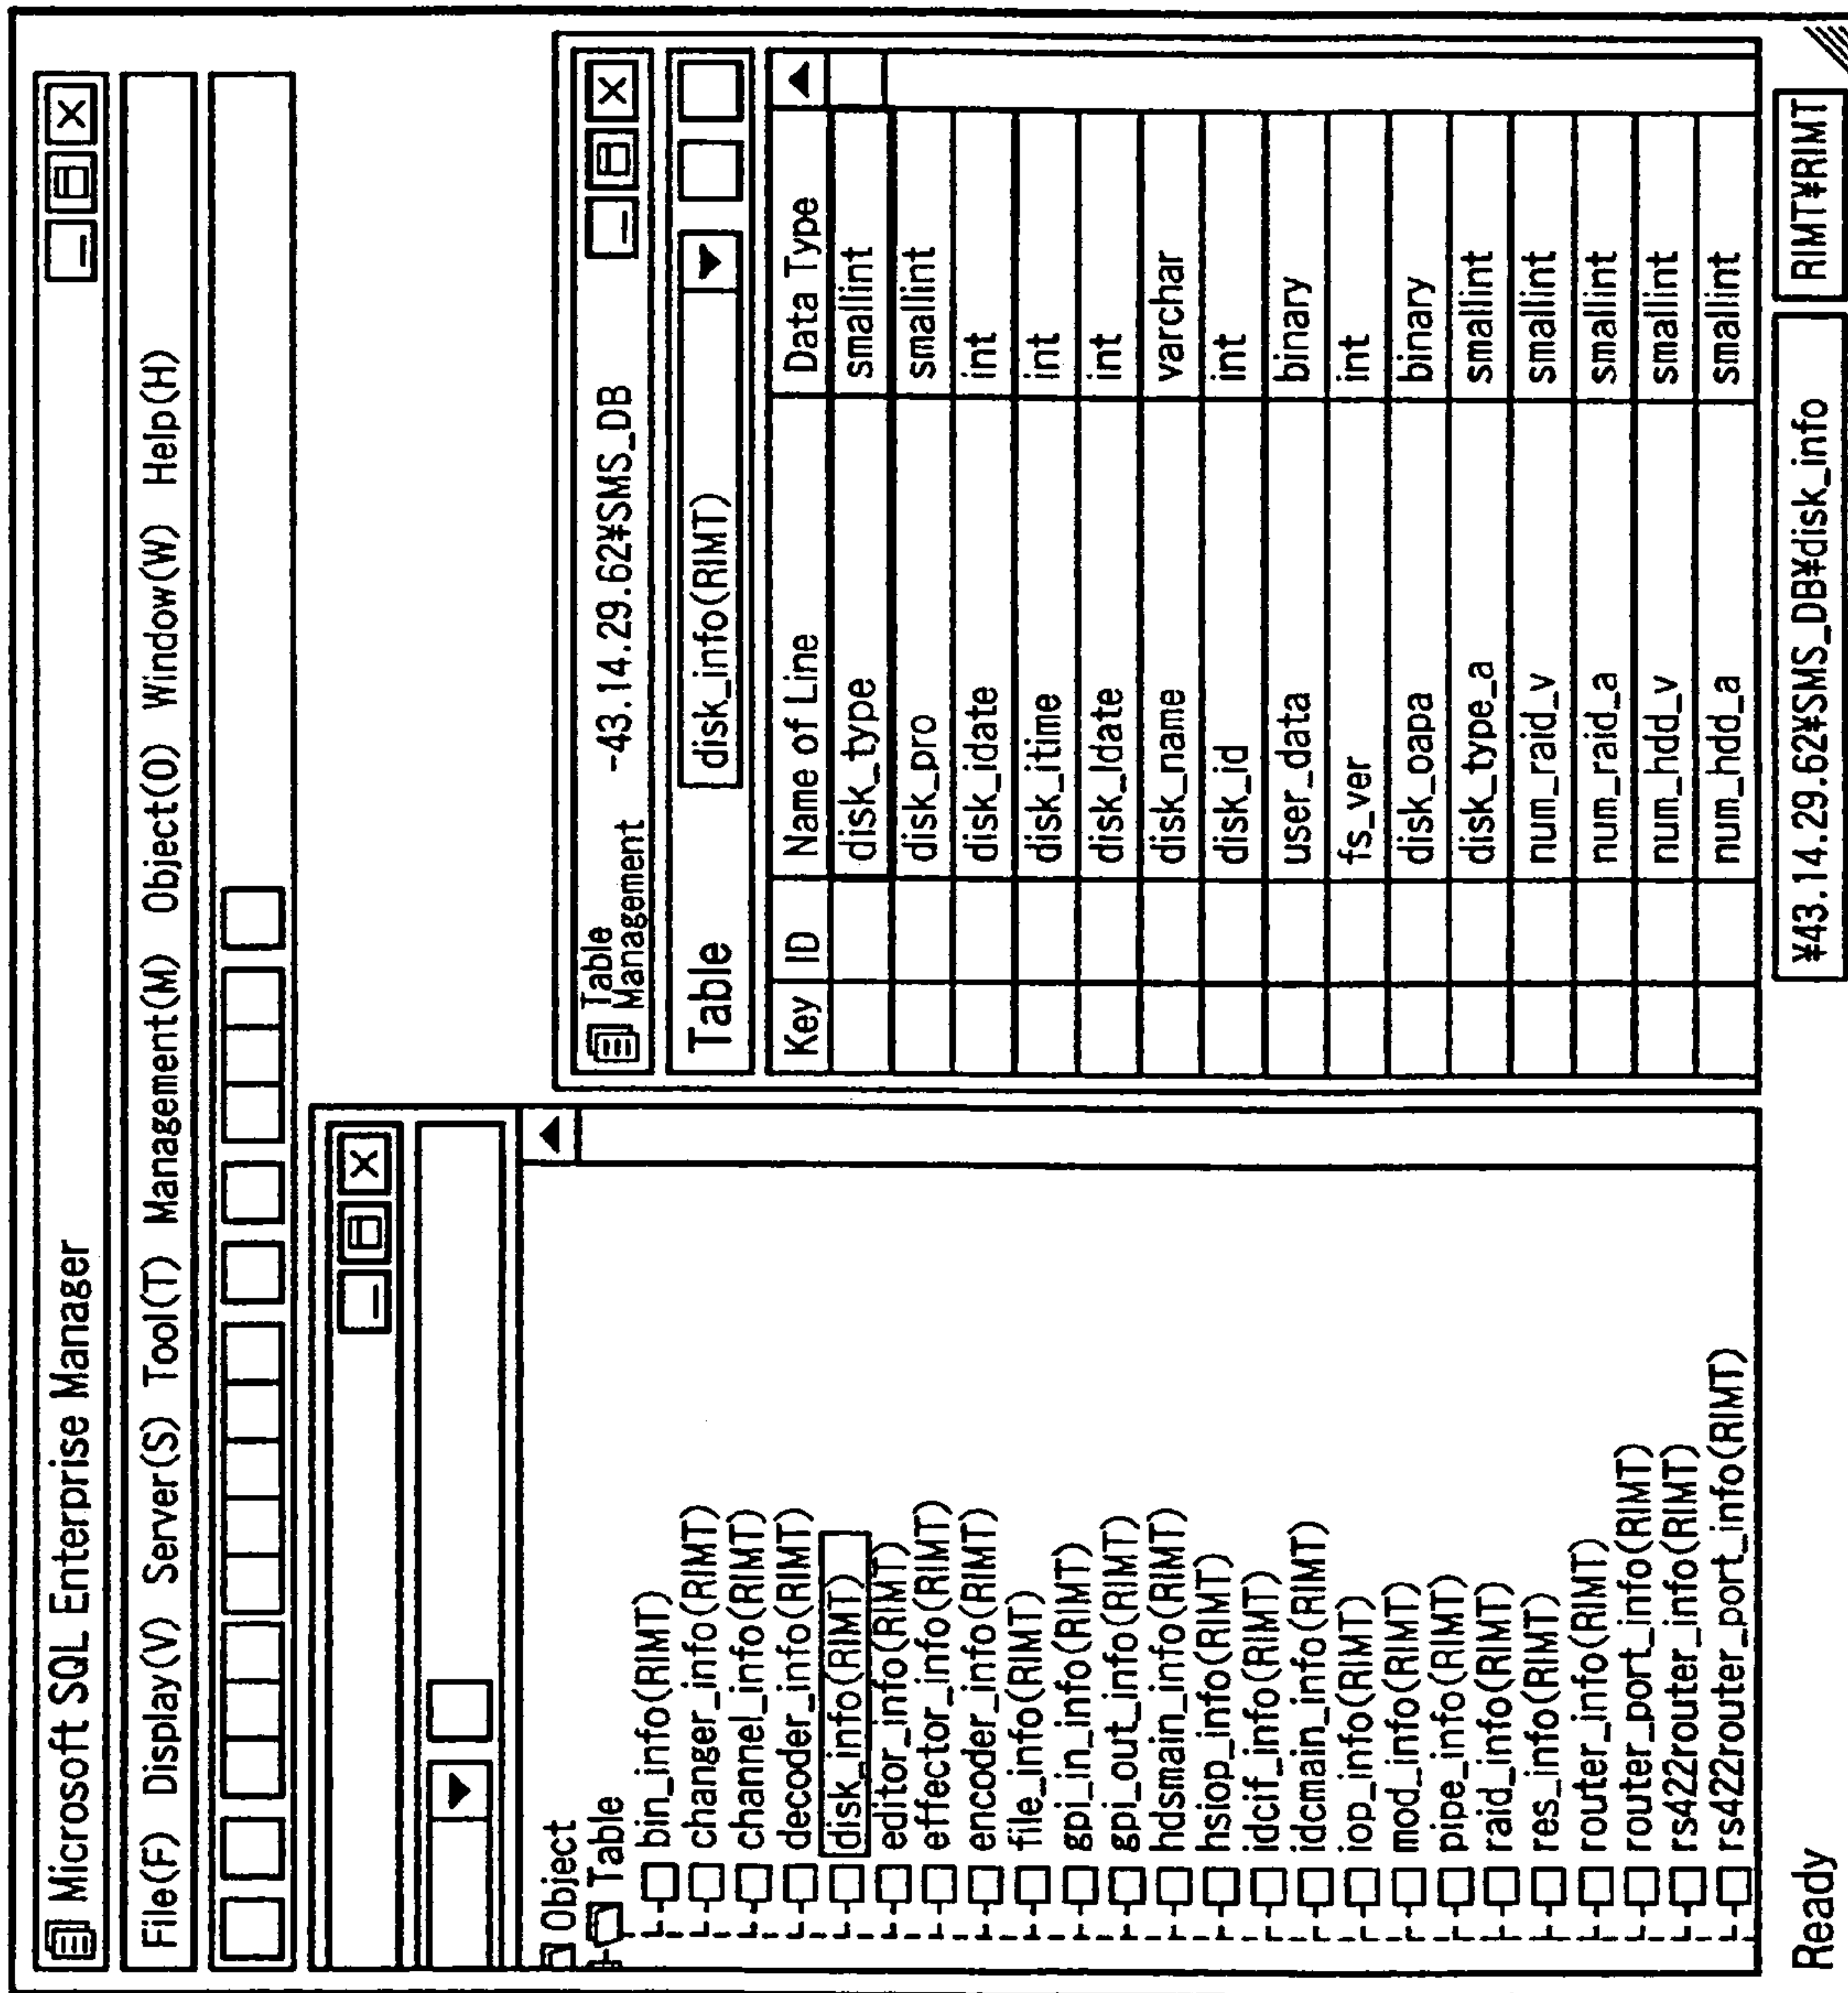 Microsoft SQL Enterprise Manager
File(F) Display(V) Server(S) Tool(T) Management(M) Object(O) Window(W) Help(H)
Object
Table
bin_info(RIMT)
changer_info(RIMT)
channel_info(RIMT)
decoder_info(RIMT)
disk_info(RIMT)
editor_info(RIMT)
effector_info(RIMT)
encoder_info(RIMT)
file_info(RIMT)
gpi_in_info(RIMT)
gpi_out_info(RIMT)
hdsmain_info(RIMT)
hsiop_info(RIMT)
idcif_info(RIMT)
idcmain_info(RIMT)
iop_info(RIMT)
mod_info(RIMT)
pipe_info(RIMT)
raid_info(RIMT)
res_info(RIMT)
router_info(RIMT)
router_port_info(RIMT)
rs422router_info(RIMT)
rs422router_port_info(RIMT)
Table Management -43.14.29.62¥SMS_DB
Table disk_info(RIMT)
Key ID Name of Line Data Type
disk_type smallint
disk_pro smallint
disk_idate int
disk_itime int
disk_ldate int
disk_name varchar
disk_id int
user_data binary
fs_ver int
disk_oapa binary
disk_type_a smallint
num_raid_v smallint
num_raid_a smallint
num_hdd_v smallint
num_hdd_a smallint
Ready ¥43.14.29.62¥SMS_DB¥disk_info RIMT¥RIMT